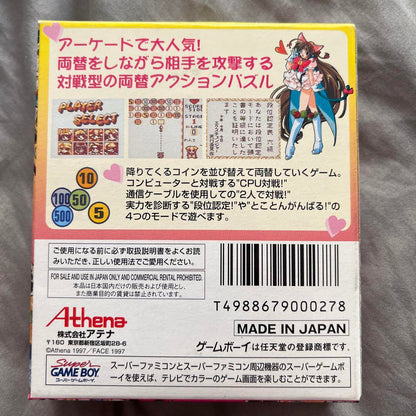 アーケードで大人気!
両替をしながら相手を攻撃する
対戦型の両替アクションパズル
PLAYER
SELECT
SCORE
STAGE
段位認定表 六級
10
100
50
500
5
降りてくるコインを並び替えて両替していくゲーム。
コンピューターと対戦する"CPU対戦!"
通信ケーブルを使用しての"2人で対戦!"
実力を診断する"段位認定!"や"とことんがんばる!"の
4つのモードで遊べます。
ご使用になる前に必ず取扱説明書をよくお読み
いただき、正しい使用方法でご愛用ください。
FOR SALE AND USE IN JAPAN ONLY AND COMMERCIAL RENTAL PROHIBITED.
本品は日本国内だけの販売および使用とし、ま
た商業目的の賃貸は禁止されています。
T4988679000278
Athena
株式会社アテナ
〒160 東京都新宿区坂町28-6
©Athena 1997/ FACE 1997
MADE IN JAPAN
ゲームボーイは任天堂の登録商標です。
Super
GAME BOY
スーパーゲームボーイ.
スーパーファミコンとスーパーファミコン周辺機器のスーパーゲームボ
ーイを使えば、テレビでカラーのゲーム画面を楽しむことができます。